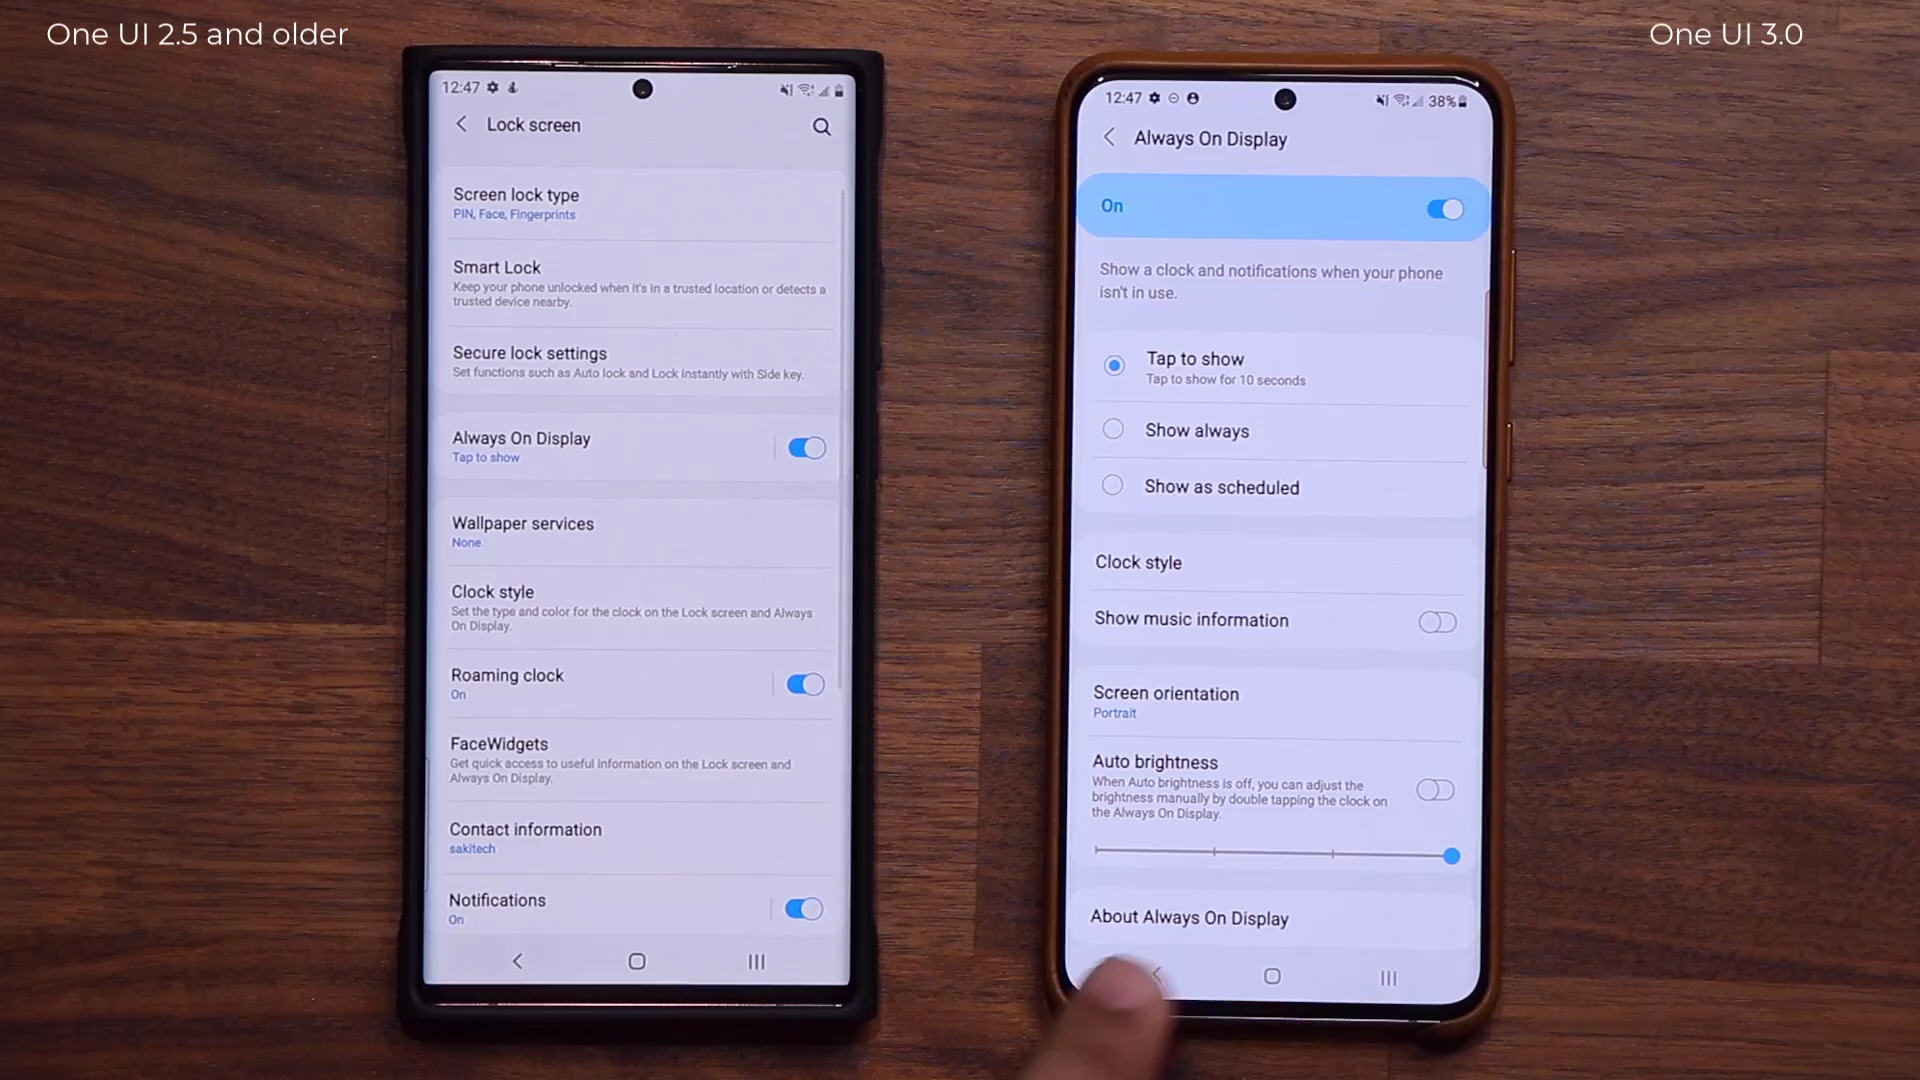 One UI 2.5 and older
One UI 3.0
12:47
Lock screen
Screen lock type
PIN, Face, Fingerprints
Smart Lock
Keep your phone unlocked when it's in a trusted location or detects a
trusted device nearby.
Secure lock settings
Set functions such as Auto lock and Lock instantly with Side key.
Always On Display
Tap to show
Wallpaper services
None
Clock style
Set the type and color for the clock on the Lock screen and Always
On Display.
Roaming clock
On
FaceWidgets
Get quick access to useful information on the Lock screen and
Always On Display.
Contact information
sakitech
Notifications
On
12:47 38%
Always On Display
On
Show a clock and notifications when your phone
isn't in use.
Tap to show
Tap to show for 10 seconds
Show always
Show as scheduled
Clock style
Show music information
Screen orientation
Portrait
Auto brightness
When Auto brightness is off, you can adjust the
brightness manually by double tapping the clock on
the Always On Display.
About Always On Display